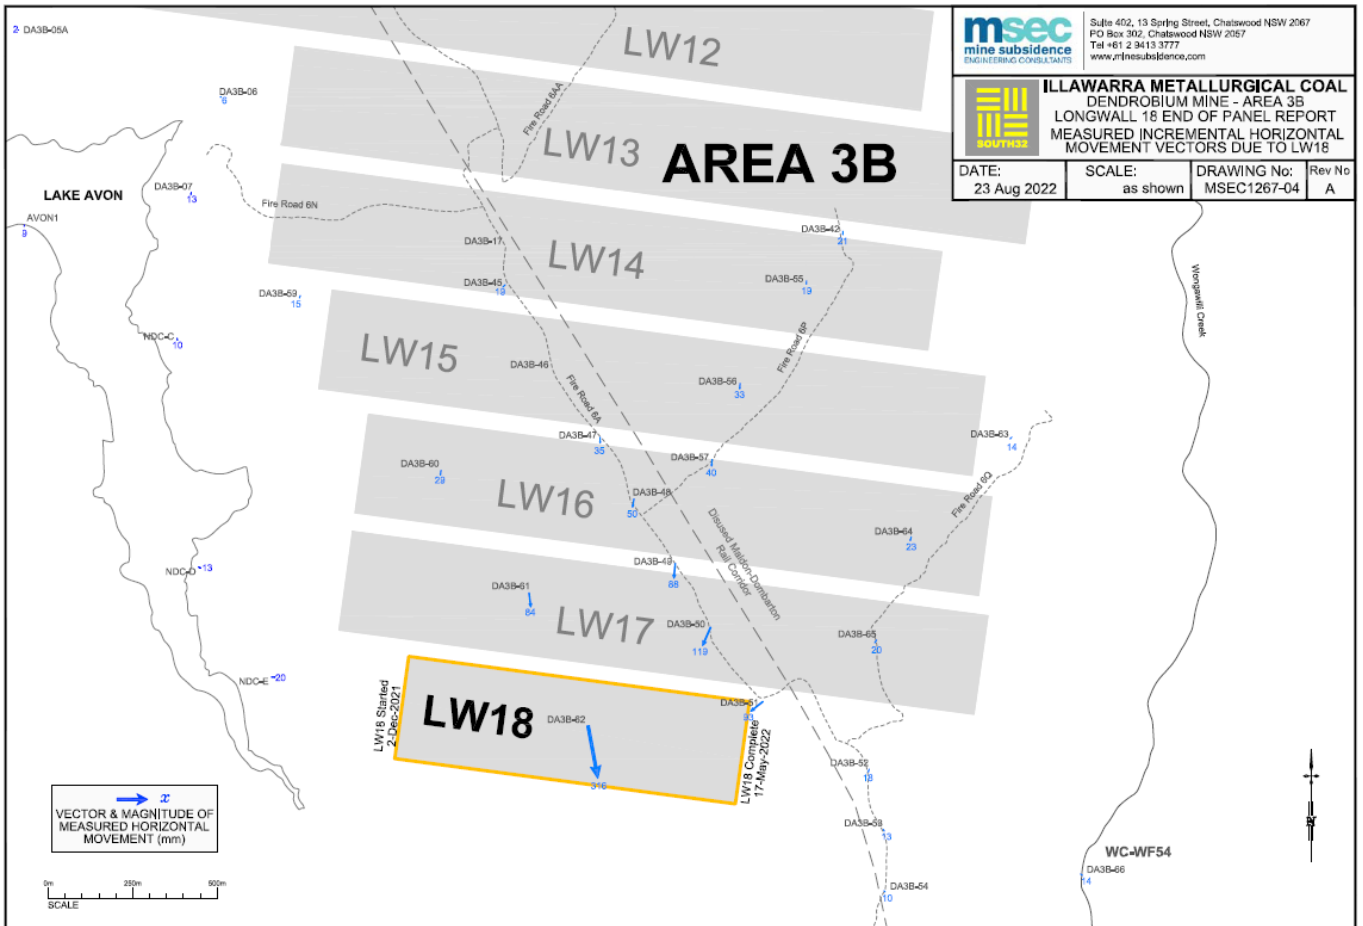 msec
mine subsidence
ENGINEERING CONSULTANTS
Suite 402, 13 Spring Street, Chatswood NSW 2067
PO Box 302, Chatswood NSW 2057
Tel +61 2 9413 3777
www.minesubsidence.com
SOUTH32
ILLAWARRA METALLURGICAL COAL
DENDROBIUM MINE - AREA 3B
LONGWALL 18 END OF PANEL REPORT
MEASURED INCREMENTAL HORIZONTAL
MOVEMENT VECTORS DUE TO LW18
DATE:
23 Aug 2022
SCALE:
as shown
DRAWING No:
MSEC1267-04
Rev No
A
2 DA3B-05A
LW12
DA3B-06
6
Fire Road 6AA
LW13
AREA 3B
LAKE AVON
DA3B-07
13
Fire Road 6N
AVON1
9
DA3B-17
DA3B-42
21
LW14
DA3B-45
19
DA3B-55
19
DA3B-59
15
Wongawilli Creek
NDC-C
10
LW15
Fire Road 6P
DA3B-46
Fire Road 6A
DA3B-56
33
DA3B-47
35
DA3B-63
14
DA3B-60
29
DA3B-57
40
LW16
DA3B-48
50
Fire Road 6Q
DA3B-64
23
Disused Maldon-Dombarton
Rail Corridor
NDC-D
13
DA3B-49
DA3B-61
84
LW17
DA3B-50
119
DA3B-65
20
NDC-E
20
LW18 Started
2-Dec-2021
LW18
DA3B-62
316
DA3B-51
LW18 Complete
17-May-2022
DA3B-52
18
DA3B-53
13
x
VECTOR & MAGNITUDE OF
MEASURED HORIZONTAL
MOVEMENT (mm)
WC-WF54
DA3B-66
14
DA3B-54
10
0m 250m 500m
SCALE